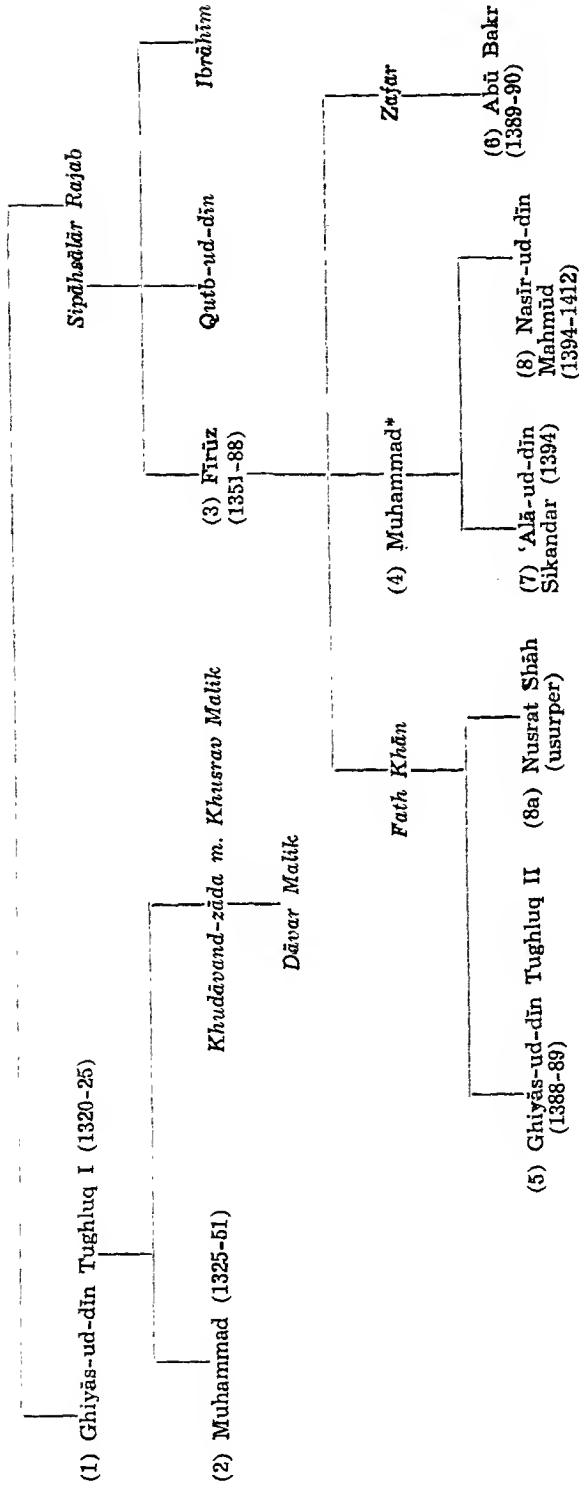 Sipāhsālār Rajab
(1) Ghiyās-ud-dīn Tughluq I (1320-25)
Qutb-ud-dīn
Ibrāhīm
(3) Fīrūz
(1351-88)
(2) Muhammad (1325-51)
Khudāvand-zāda m. Khusrav Malik
Dāvar Malik
Fath Khān
(4) Muhammad*
Zafar
(5) Ghiyās-ud-dīn Tughluq II
(1388-89)
(8a) Nusrat Shāh
(usurper)
(7) ‘Alā-ud-dīn
Sikandar (1394)
(8) Nasīr-ud-dīn
Mahmūd
(1394-1412)
(6) Abū Bakr
(1389-90)